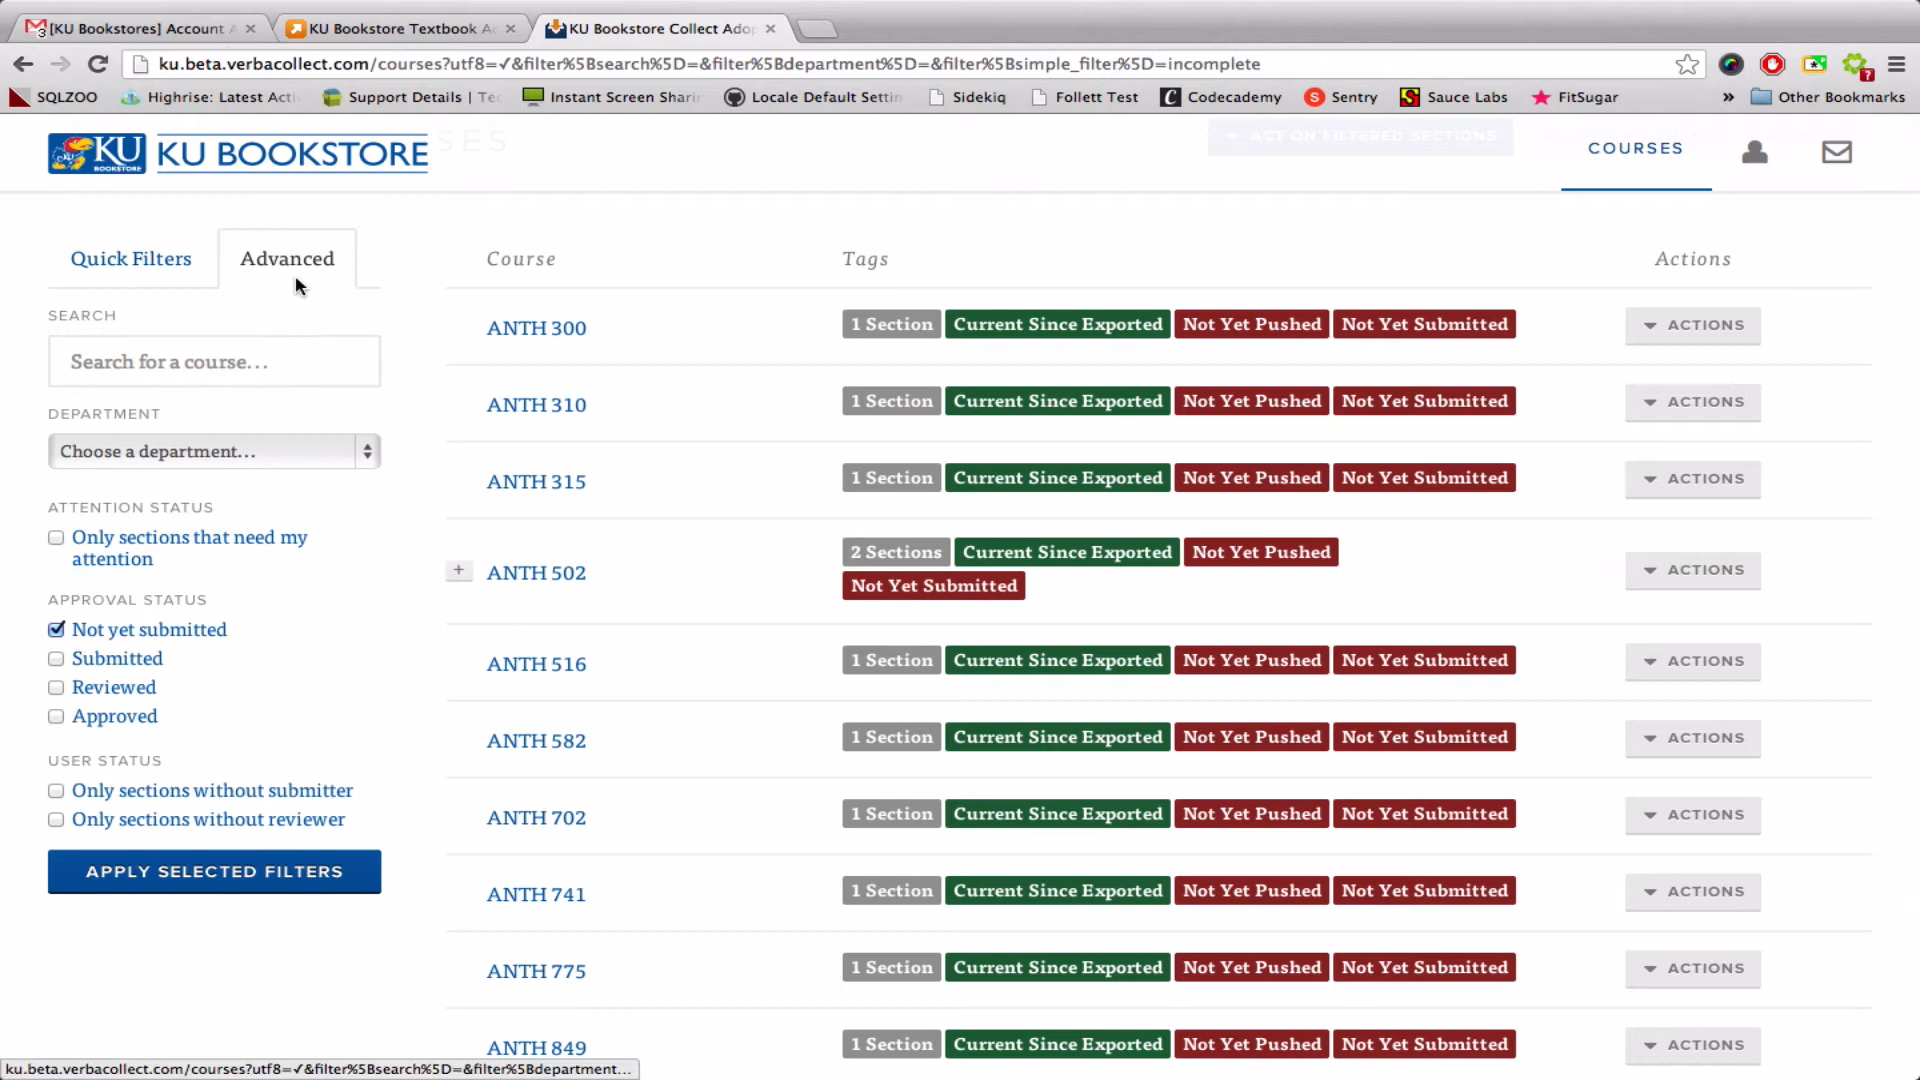 [KU Bookstores] Account A
KU Bookstore Textbook Ac
KU Bookstore Collect Adop
ku.beta.verbacollect.com/courses?utf8=✓&filter%5Bsearch%5D=&filter%5Bdepartment%5D=&filter%5Bsimple_filter%5D=incomplete
SQLZOO
Highrise: Latest Acti
Support Details | Tec
Instant Screen Sharin
Locale Default Settin
Sidekiq
Follett Test
Codecademy
Sentry
Sauce Labs
FitSugar
»
Other Bookmarks
KU BOOKSTORE
KU BOOKSTORE
SES
ACT ON FILTERED SECTIONS
COURSES
Quick Filters
Advanced
SEARCH
Search for a course...
DEPARTMENT
Choose a department...
ATTENTION STATUS
Only sections that need my
attention
APPROVAL STATUS
Not yet submitted
Submitted
Reviewed
Approved
USER STATUS
Only sections without submitter
Only sections without reviewer
APPLY SELECTED FILTERS
Course Tags Actions
ANTH 300 1 Section Current Since Exported Not Yet Pushed Not Yet Submitted ACTIONS
ANTH 310 1 Section Current Since Exported Not Yet Pushed Not Yet Submitted ACTIONS
ANTH 315 1 Section Current Since Exported Not Yet Pushed Not Yet Submitted ACTIONS
+ ANTH 502 2 Sections Current Since Exported Not Yet Pushed ACTIONS
Not Yet Submitted
ANTH 516 1 Section Current Since Exported Not Yet Pushed Not Yet Submitted ACTIONS
ANTH 582 1 Section Current Since Exported Not Yet Pushed Not Yet Submitted ACTIONS
ANTH 702 1 Section Current Since Exported Not Yet Pushed Not Yet Submitted ACTIONS
ANTH 741 1 Section Current Since Exported Not Yet Pushed Not Yet Submitted ACTIONS
ANTH 775 1 Section Current Since Exported Not Yet Pushed Not Yet Submitted ACTIONS
ANTH 849 1 Section Current Since Exported Not Yet Pushed Not Yet Submitted ACTIONS
ku.beta.verbacollect.com/courses?utf8=✓&filter%5Bsearch%5D=&filter%5Bdepartment...